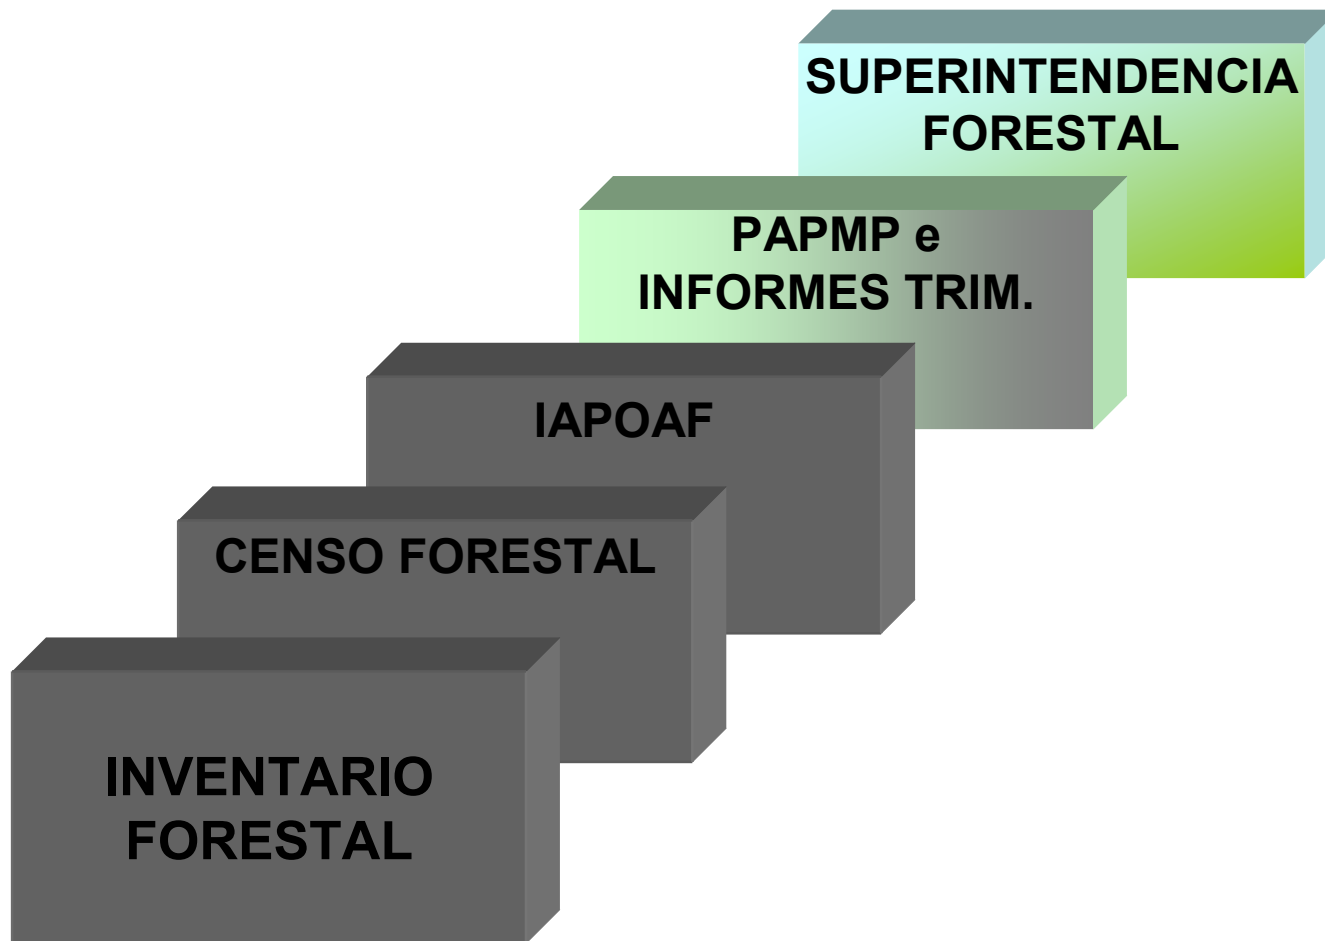 SUPERINTENDENCIA
FORESTAL
PAPMP e
INFORMES TRIM.
IAPOAF
CENSO FORESTAL
INVENTARIO
FORESTAL